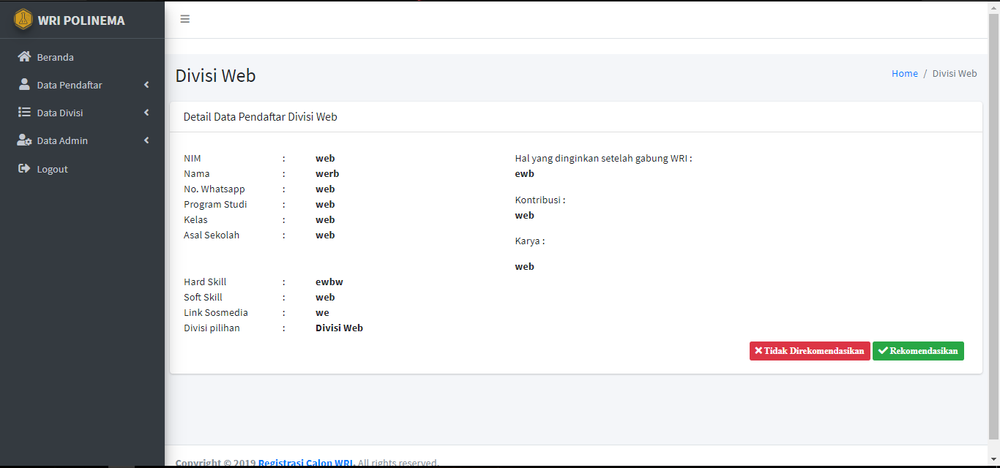 WRI POLINEMA
Beranda
Data Pendaftar
Data Divisi
Data Admin
Logout
Divisi Web
Home / Divisi Web
Detail Data Pendaftar Divisi Web
NIM : web
Nama : werb
No. Whatsapp : web
Program Studi : web
Kelas : web
Asal Sekolah : web
Hard Skill : ewbw
Soft Skill : web
Link Sosmedia : we
Divisi pilihan : Divisi Web
Hal yang dinginkan setelah gabung WRI :
ewb
Kontribusi :
web
Karya :
web
Tidak Direkomendasikan
Rekomendasikan
Copyright © 2019 Registrasi Calon WRI. All rights reserved.